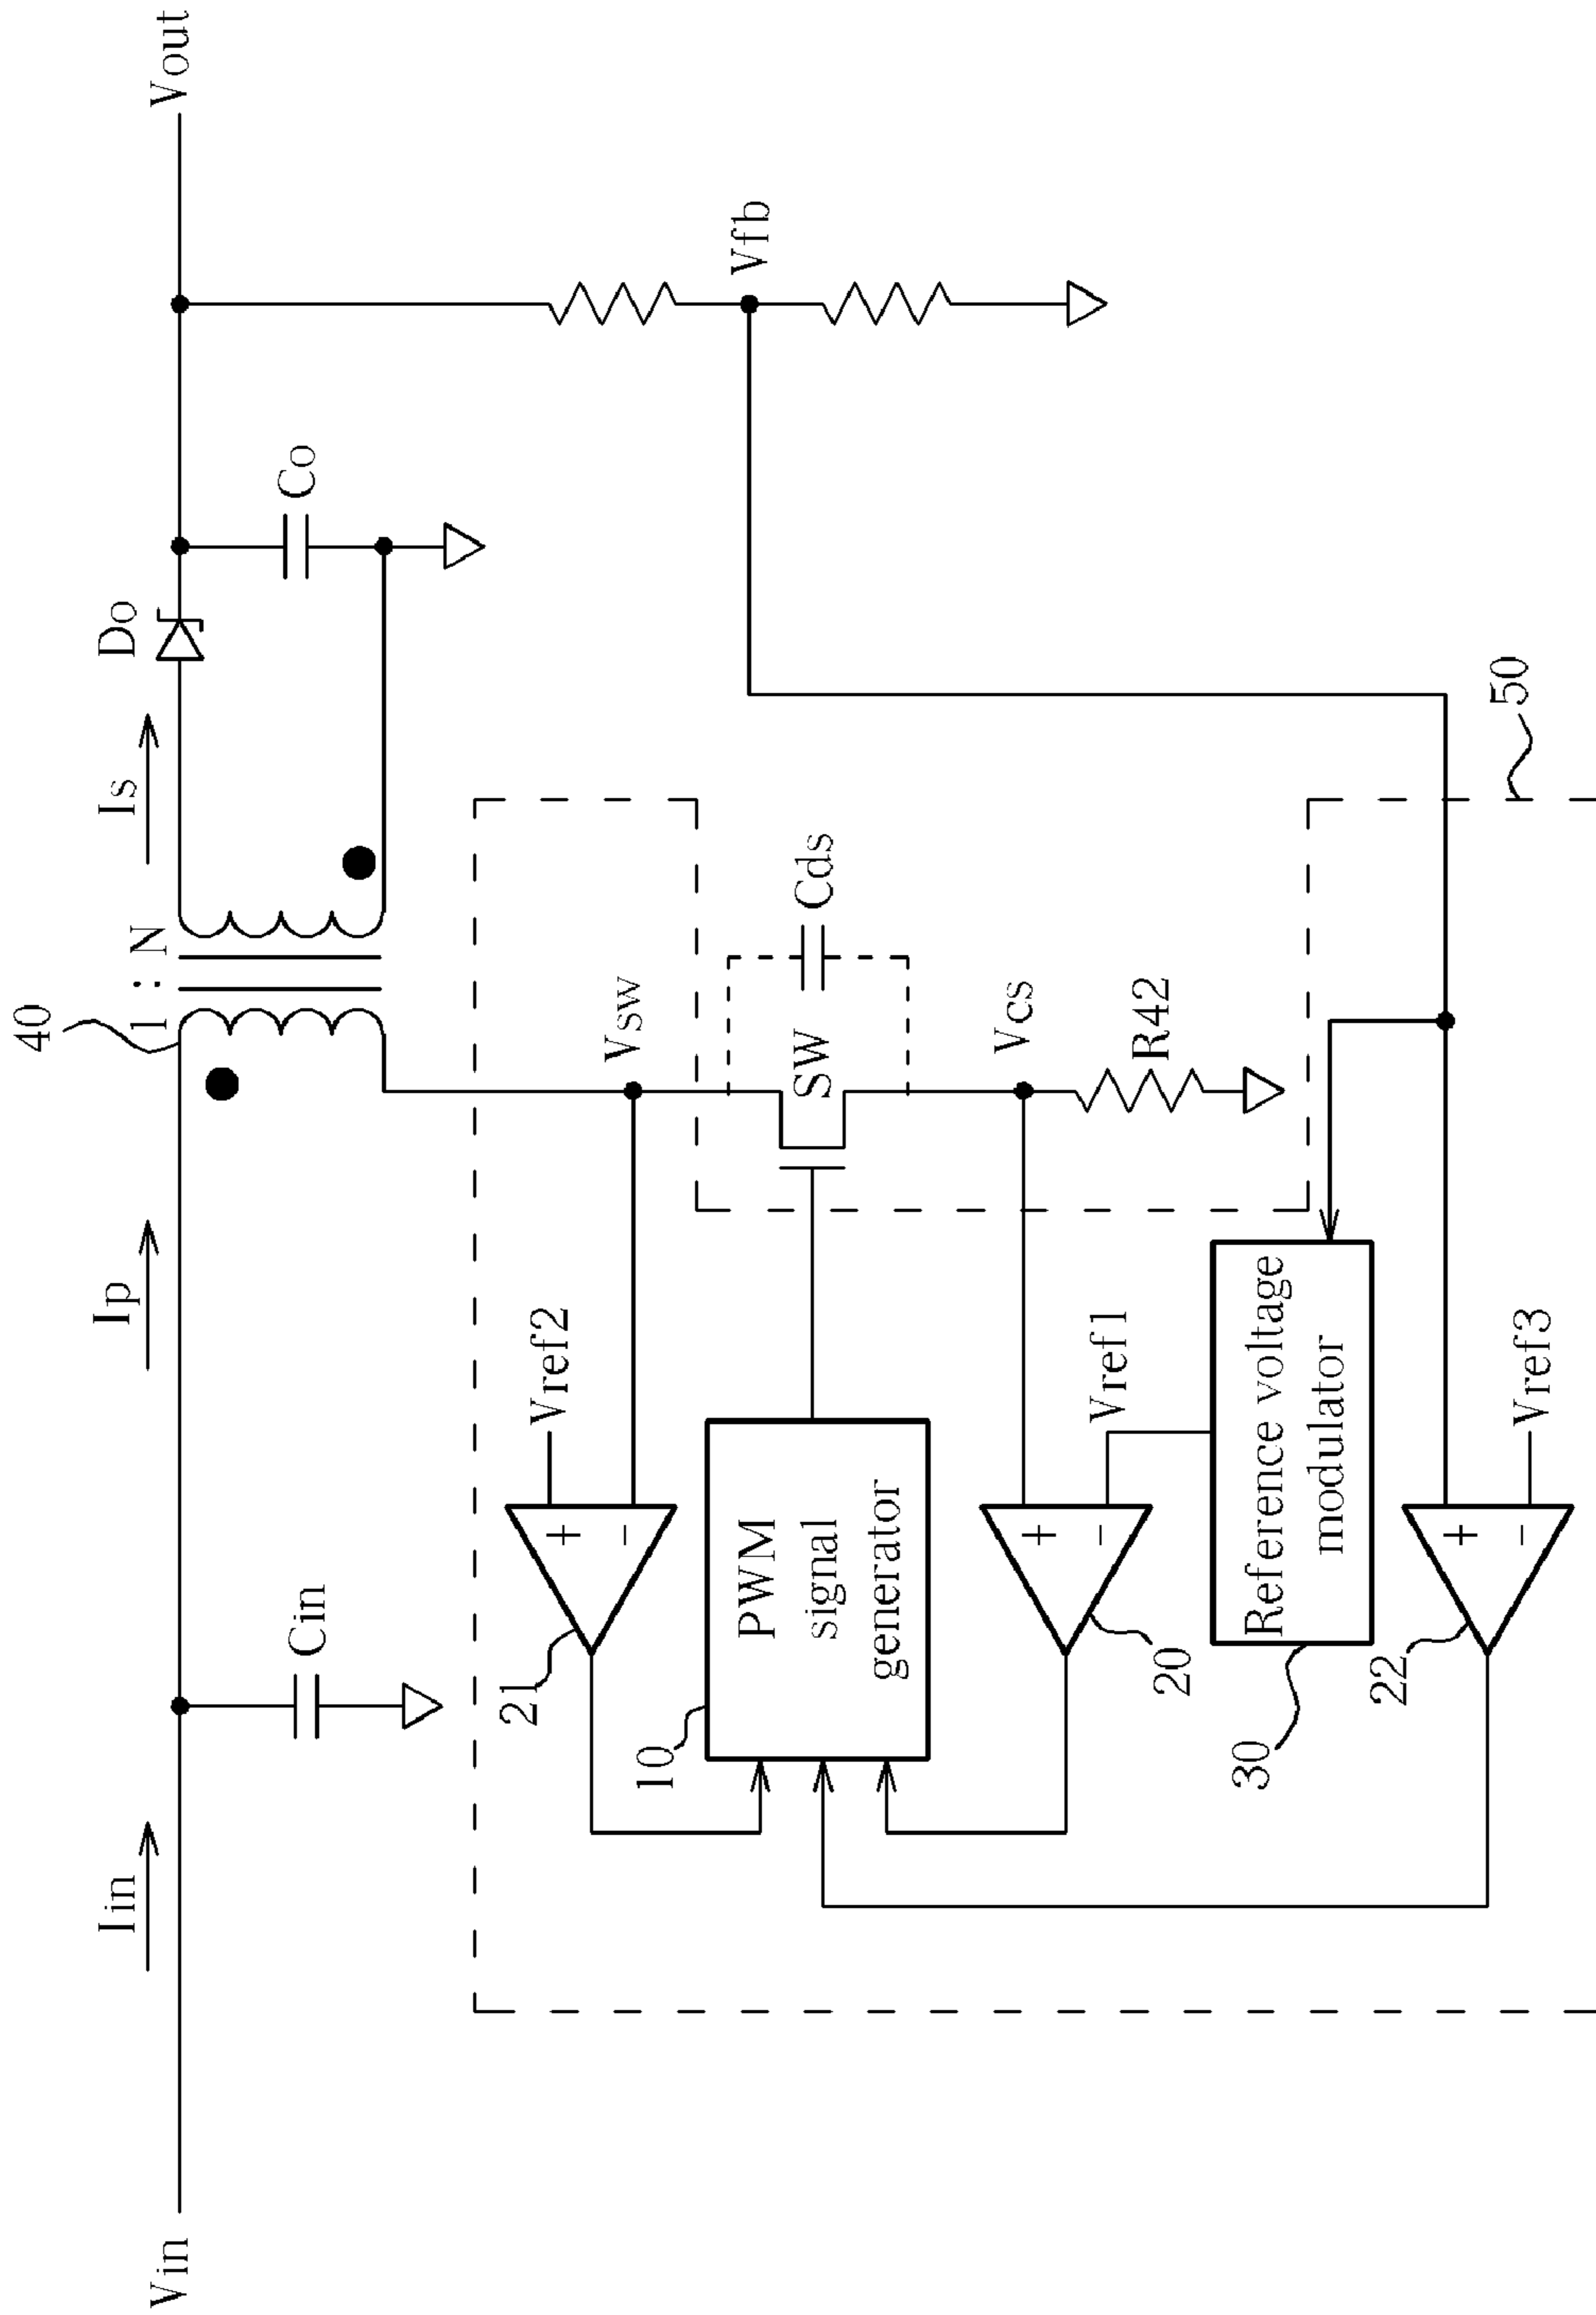 40
Iin
Ip
1 : N
Is
Do
Vin
Vout
Cin
Co
21
Vref2
Vsw
Vfb
10
PWM
signal
generator
SW
Cds
Vcs
20
Vref1
R42
30
Reference voltage
modulator
22
Vref3
50
+
-
+
-
+
-